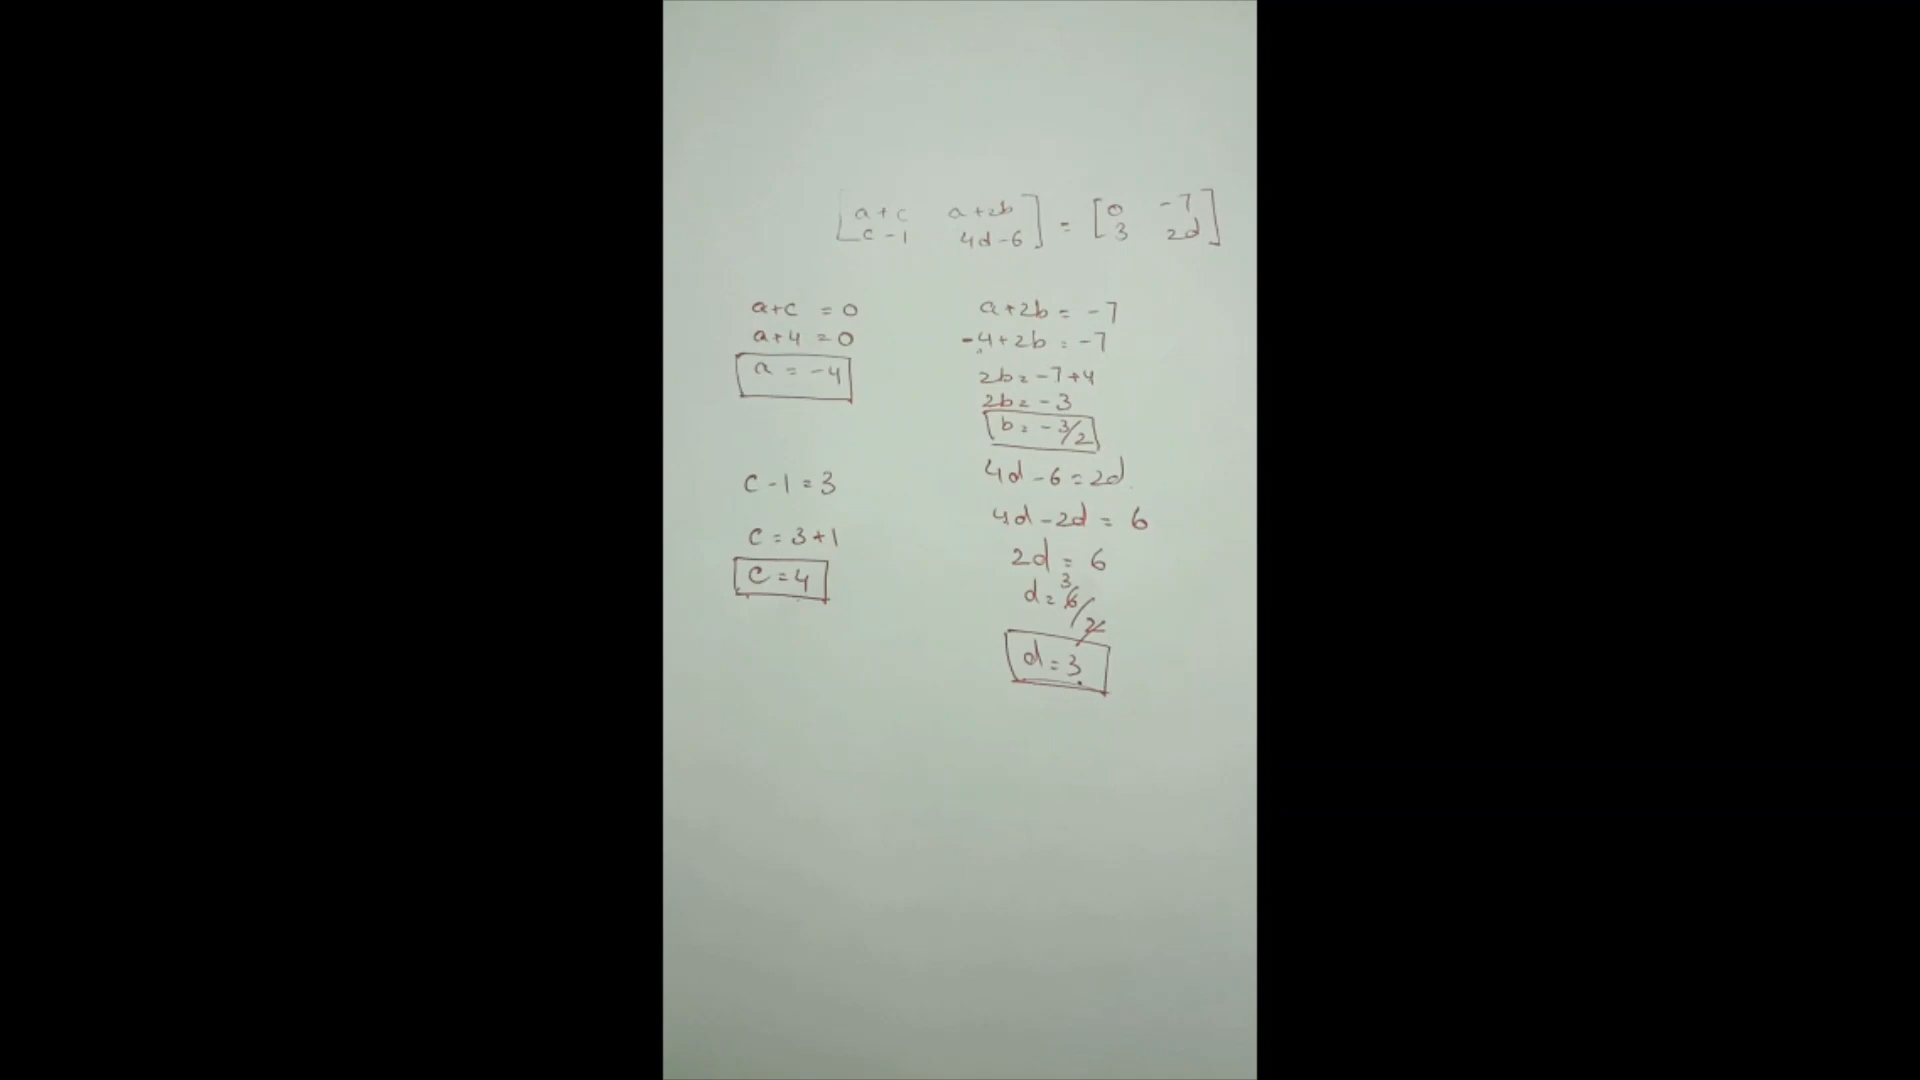 [a+c a+2b] = [0 -7]
[c-1 4d-6] [3 2d]
a+c = 0
a+4 = 0
a = -4
c-1=3
c=3+1
c=4
a+2b= -7
-4+2b= -7
2b= -7+4
2b= -3
b= -3/2
4d-6=2d
4d-2d= 6
2d= 6
3
d= 6/2
d=3